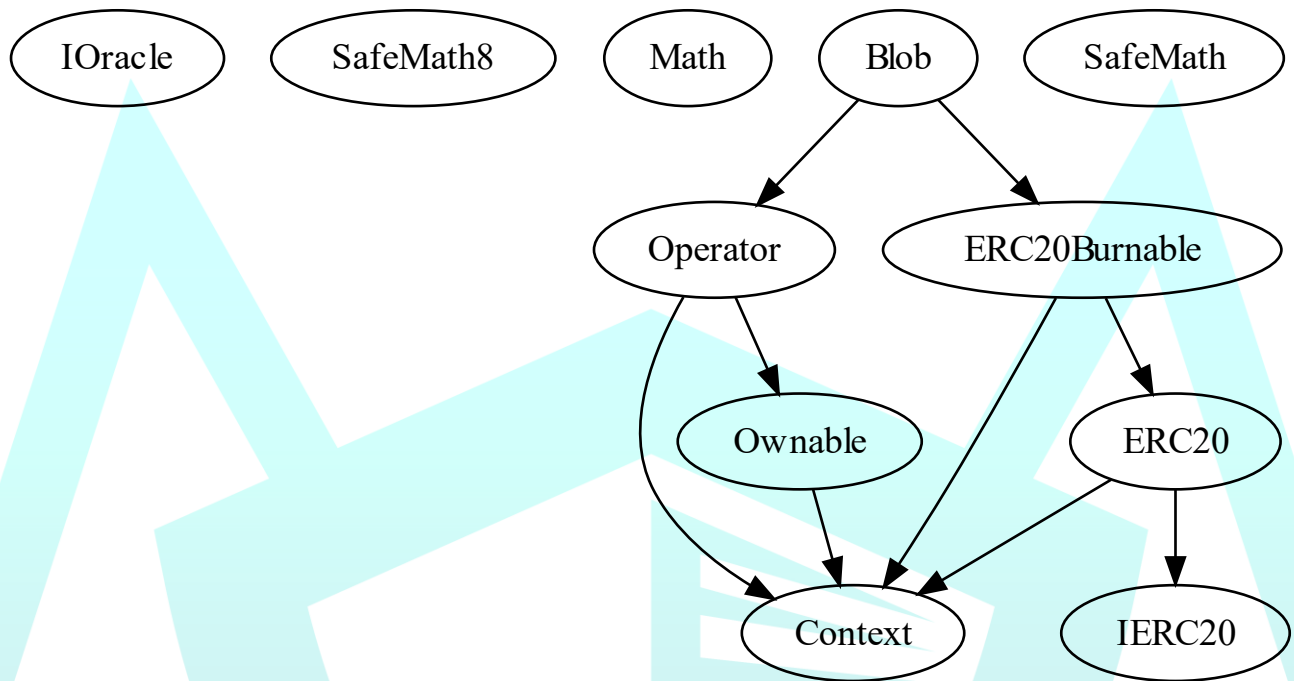 IOracle
SafeMath8
Math
Blob
SafeMath
Operator
ERC20Burnable
Ownable
ERC20
Context
IERC20